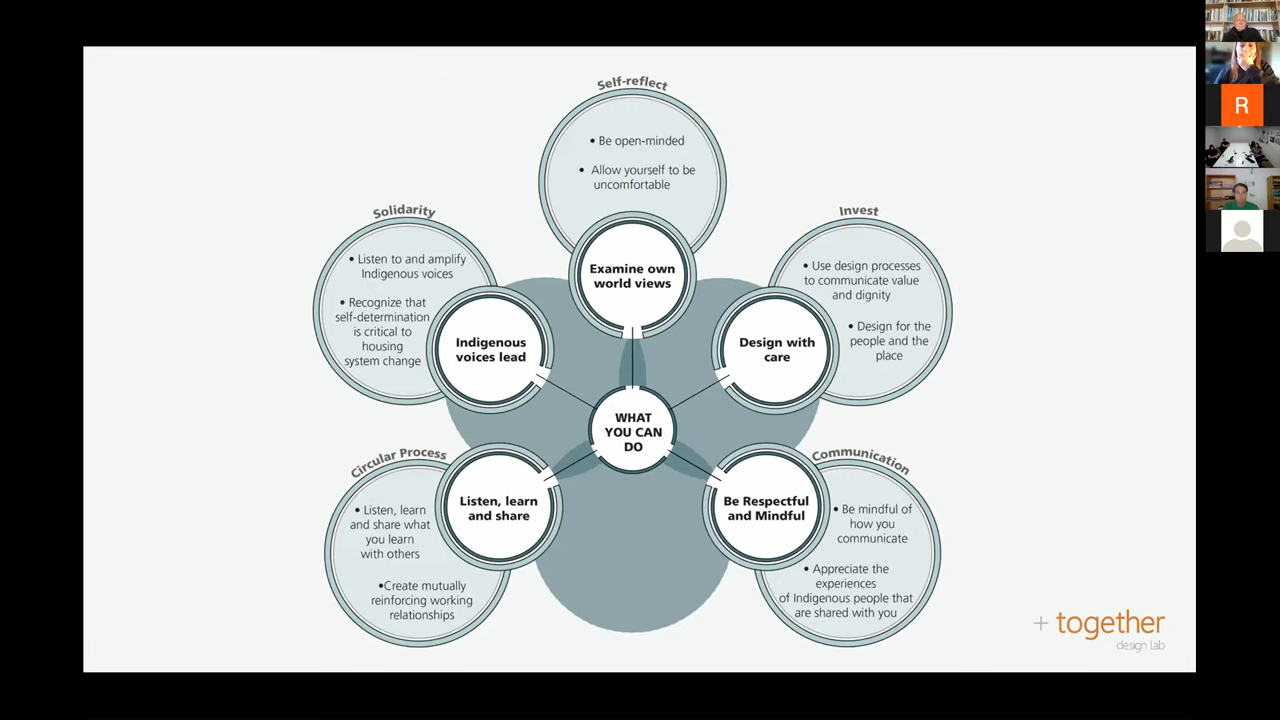 Self-reflect
• Be open-minded
• Allow yourself to be
uncomfortable
Examine own
world views
Solidarity
• Listen to and amplify
Indigenous voices
• Recognize that
self-determination
is critical to
housing
system change
Indigenous
voices lead
Invest
• Use design processes
to communicate value
and dignity
• Design for the
people and the
place
Design with
care
WHAT
YOU CAN
DO
Circular Process
• Listen, learn
and share what
you learn
with others
•Create mutually
reinforcing working
relationships
Listen, learn
and share
Communication
• Be mindful of
how you
communicate
• Appreciate the
experiences
of Indigenous people that
are shared with you
Be Respectful
and Mindful
+ together
design lab
R